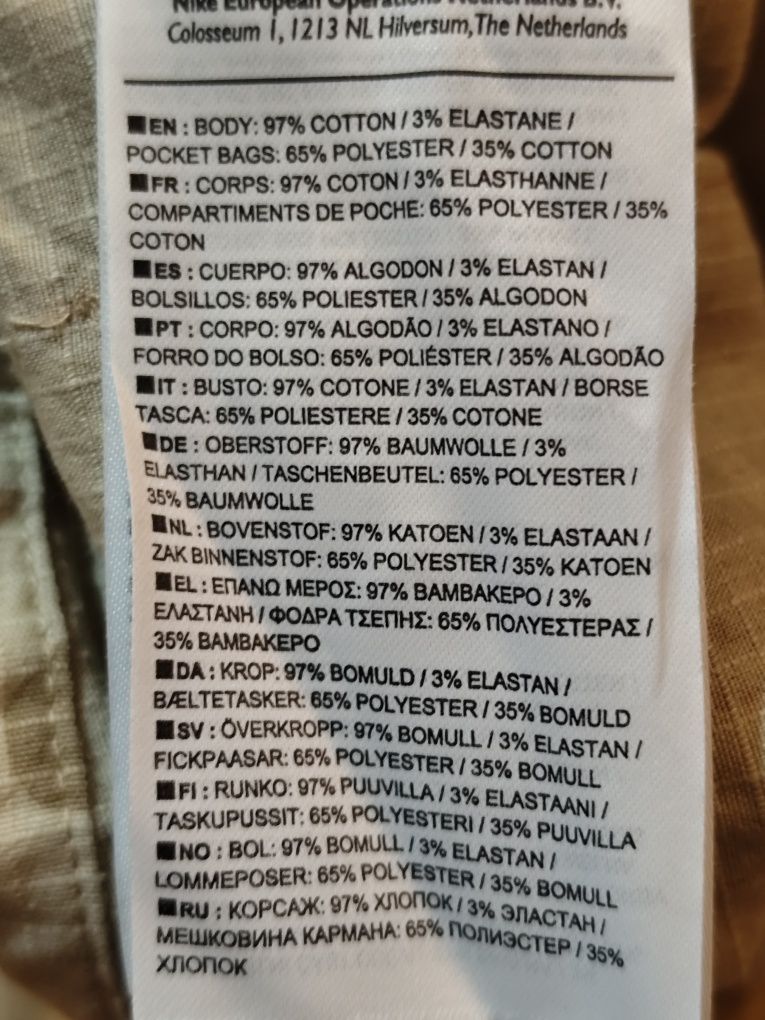 Nike European Operations Netherlands B.V.
Colosseum 1, 1213 NL Hilversum, The Netherlands
■EN : BODY: 97% COTTON / 3% ELASTANE /
POCKET BAGS: 65% POLYESTER / 35% COTTON
■FR : CORPS: 97% COTON / 3% ELASTHANNE /
COMPARTIMENTS DE POCHE: 65% POLYESTER / 35%
COTON
■ES : CUERPO: 97% ALGODON / 3% ELASTAN /
BOLSILLOS: 65% POLIESTER / 35% ALGODON
■PT : CORPO: 97% ALGODÃO / 3% ELASTANO /
FORRO DO BOLSO: 65% POLIÉSTER / 35% ALGODÃO
■IT : BUSTO: 97% COTONE / 3% ELASTAN / BORSE
TASCA: 65% POLIESTERE / 35% COTONE
■DE : OBERSTOFF: 97% BAUMWOLLE / 3%
ELASTHAN / TASCHENBEUTEL: 65% POLYESTER /
35% BAUMWOLLE
■NL : BOVENSTOF: 97% KATOEN / 3% ELASTAAN /
ZAK BINNENSTOF: 65% POLYESTER / 35% KATOEN
■EL : ΕΠΑΝΩ ΜΕΡΟΣ: 97% ΒΑΜΒΑΚΕΡΟ / 3%
ΕΛΑΣΤΑΝΗ / ΦΟΔΡΑ ΤΣΕΠΗΣ: 65% ΠΟΛΥΕΣΤΕΡΑΣ /
35% ΒΑΜΒΑΚΕΡΟ
■DA : KROP: 97% BOMULD / 3% ELASTAN /
BÆLTETASKER: 65% POLYESTER / 35% BOMULD
■SV : ÖVERKROPP: 97% BOMULL / 3% ELASTAN /
FICKPAASAR: 65% POLYESTER / 35% BOMULL
■FI : RUNKO: 97% PUUVILLA / 3% ELASTAANI /
TASKUPUSSIT: 65% POLYESTERI / 35% PUUVILLA
■NO : BOL: 97% BOMULL / 3% ELASTAN /
LOMMEPOSER: 65% POLYESTER / 35% BOMULL
■RU : КОРСАЖ: 97% ХЛОПОК / 3% ЭЛАСТАН /
МЕШКОВИНА КАРМАНА: 65% ПОЛИЭСТЕР / 35%
ХЛОПОК